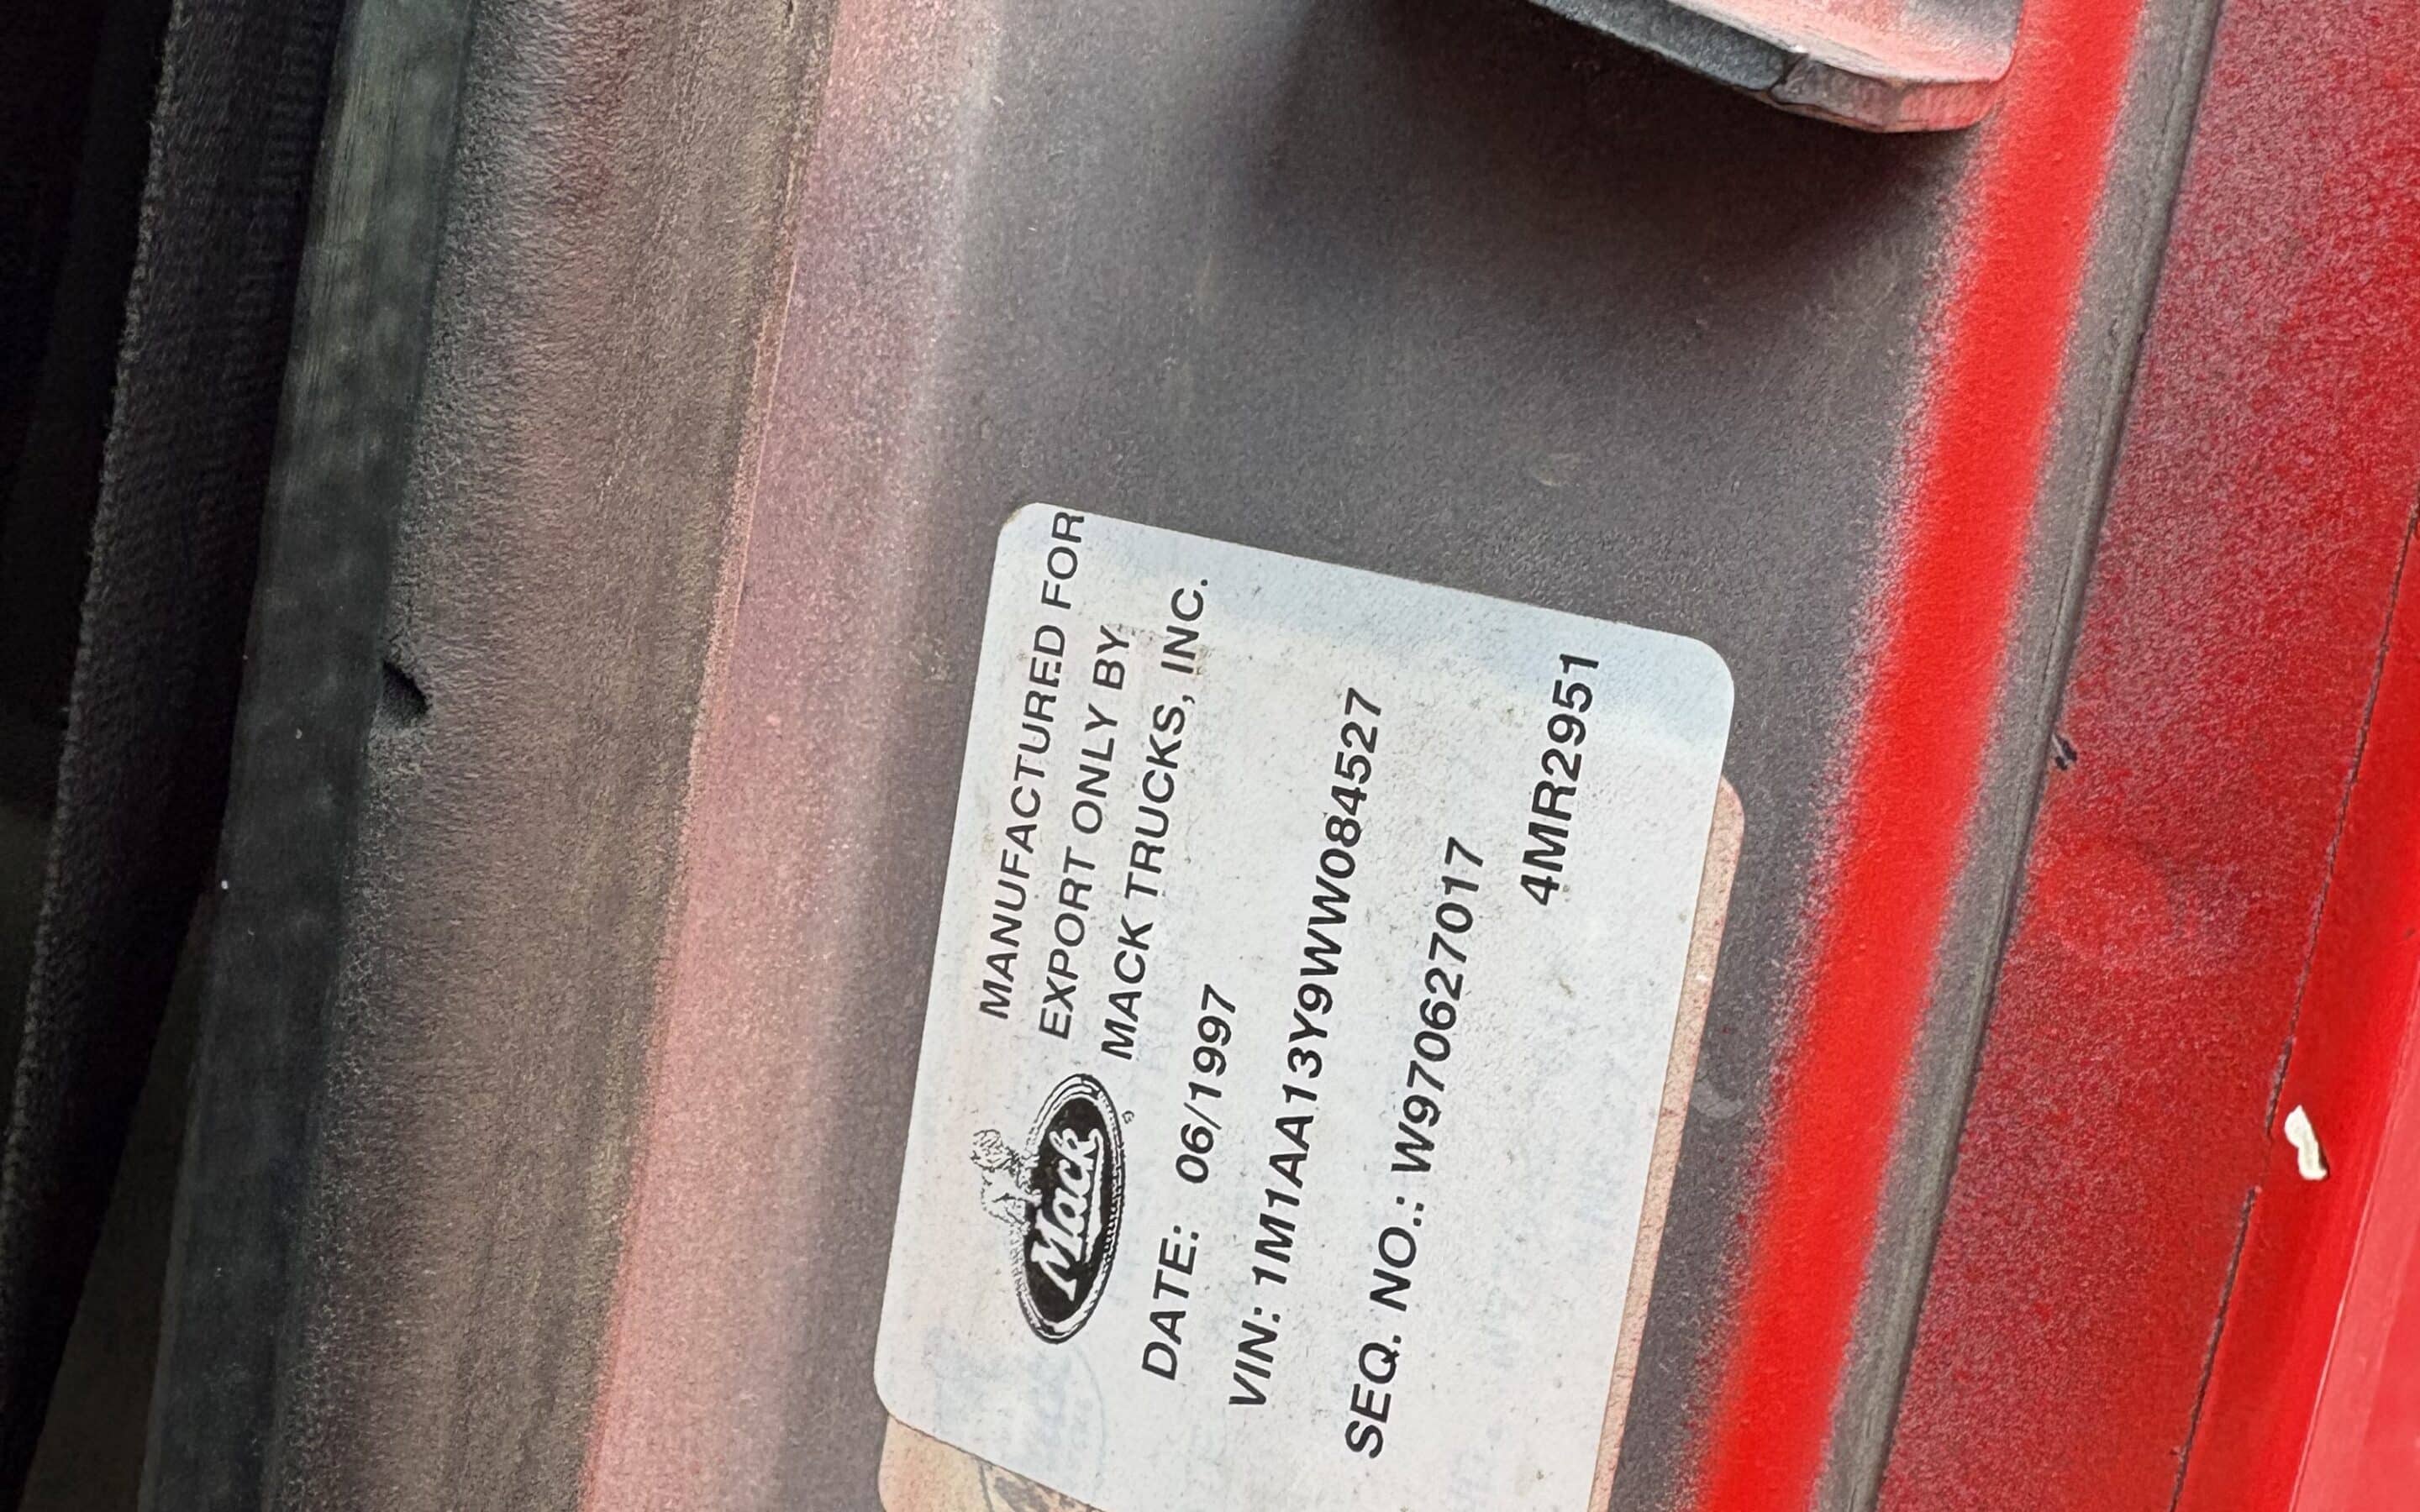 MANUFACTURED FOR
EXPORT ONLY BY
MACK TRUCKS, INC.
Mack
DATE: 06/1997
VIN: 1M1AA13Y9WW084527
SEQ. NO.: W970627017
4MR2951